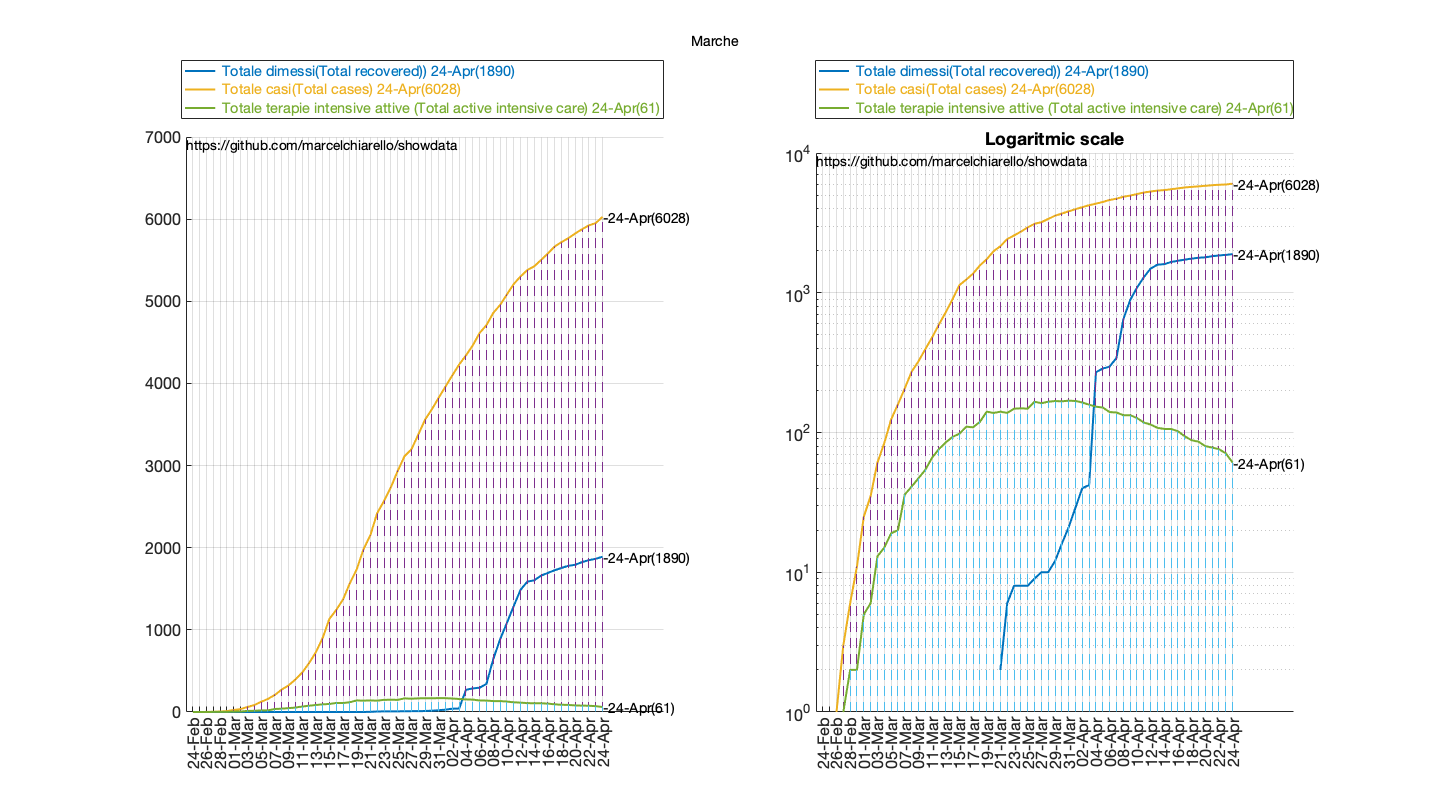 Marche
Totale dimessi(Total recovered)) 24-Apr(1890)
Totale casi(Total cases) 24-Apr(6028)
Totale terapie intensive attive (Total active intensive care) 24-Apr(61)
7000
https://github.com/marcelchiarello/showdata
6000
-24-Apr(6028)
5000
4000
3000
2000
-24-Apr(1890)
1000
0
-24-Apr(61)
24-Feb
26-Feb
28-Feb
01-Mar
03-Mar
05-Mar
07-Mar
09-Mar
11-Mar
13-Mar
15-Mar
17-Mar
19-Mar
21-Mar
23-Mar
25-Mar
27-Mar
29-Mar
31-Mar
02-Apr
04-Apr
06-Apr
08-Apr
10-Apr
12-Apr
14-Apr
16-Apr
18-Apr
20-Apr
22-Apr
24-Apr
Totale dimessi(Total recovered)) 24-Apr(1890)
Totale casi(Total cases) 24-Apr(6028)
Totale terapie intensive attive (Total active intensive care) 24-Apr(61)
Logaritmic scale
10^4
https://github.com/marcelchiarello/showdata
-24-Apr(6028)
-24-Apr(1890)
10^3
10^2
-24-Apr(61)
10^1
10^0
24-Feb
26-Feb
28-Feb
01-Mar
03-Mar
05-Mar
07-Mar
09-Mar
11-Mar
13-Mar
15-Mar
17-Mar
19-Mar
21-Mar
23-Mar
25-Mar
27-Mar
29-Mar
31-Mar
02-Apr
04-Apr
06-Apr
08-Apr
10-Apr
12-Apr
14-Apr
16-Apr
18-Apr
20-Apr
22-Apr
24-Apr